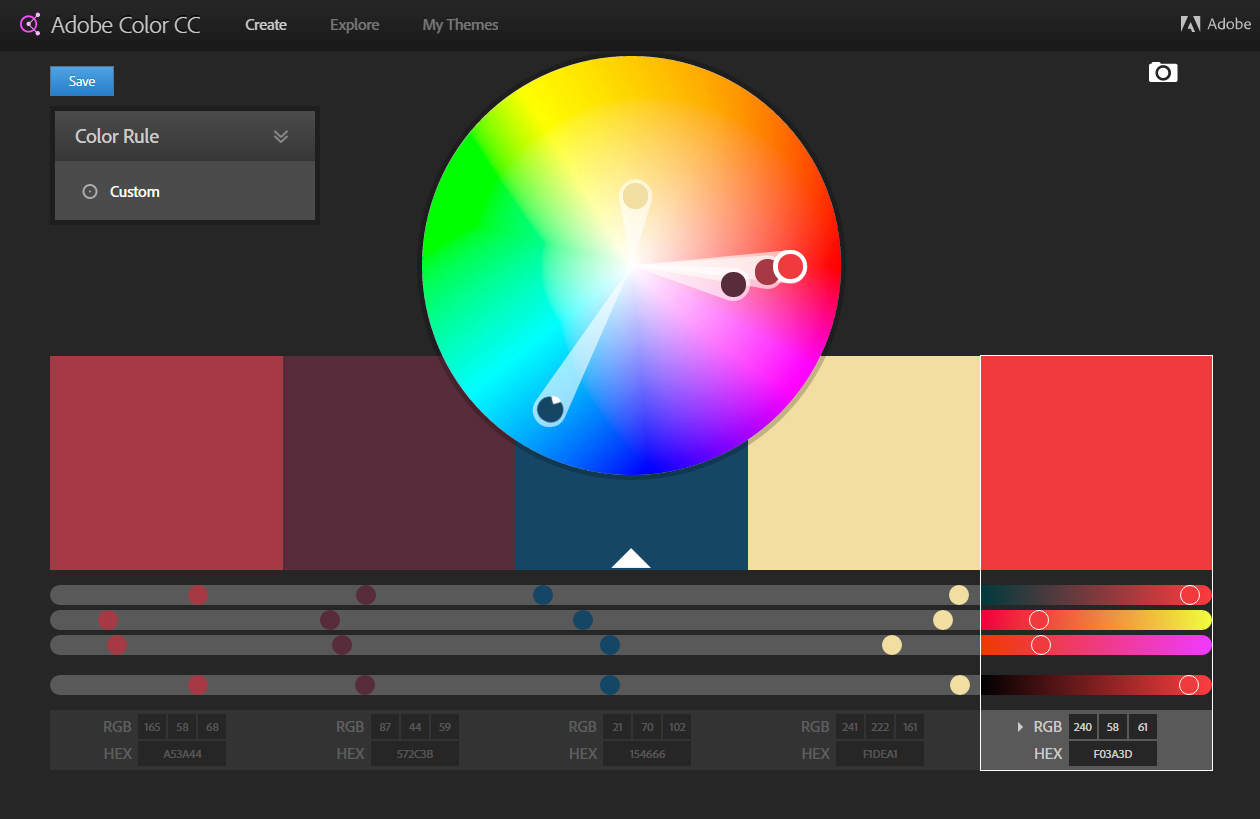 Adobe Color CC
Create
Explore
My Themes
Adobe
Save
Color Rule
Custom
RGB 165 58 68
HEX A53A44
RGB 87 44 59
HEX 572C3B
RGB 21 70 102
HEX 154666
RGB 241 222 161
HEX F1DEA1
RGB 240 58 61
HEX F03A3D